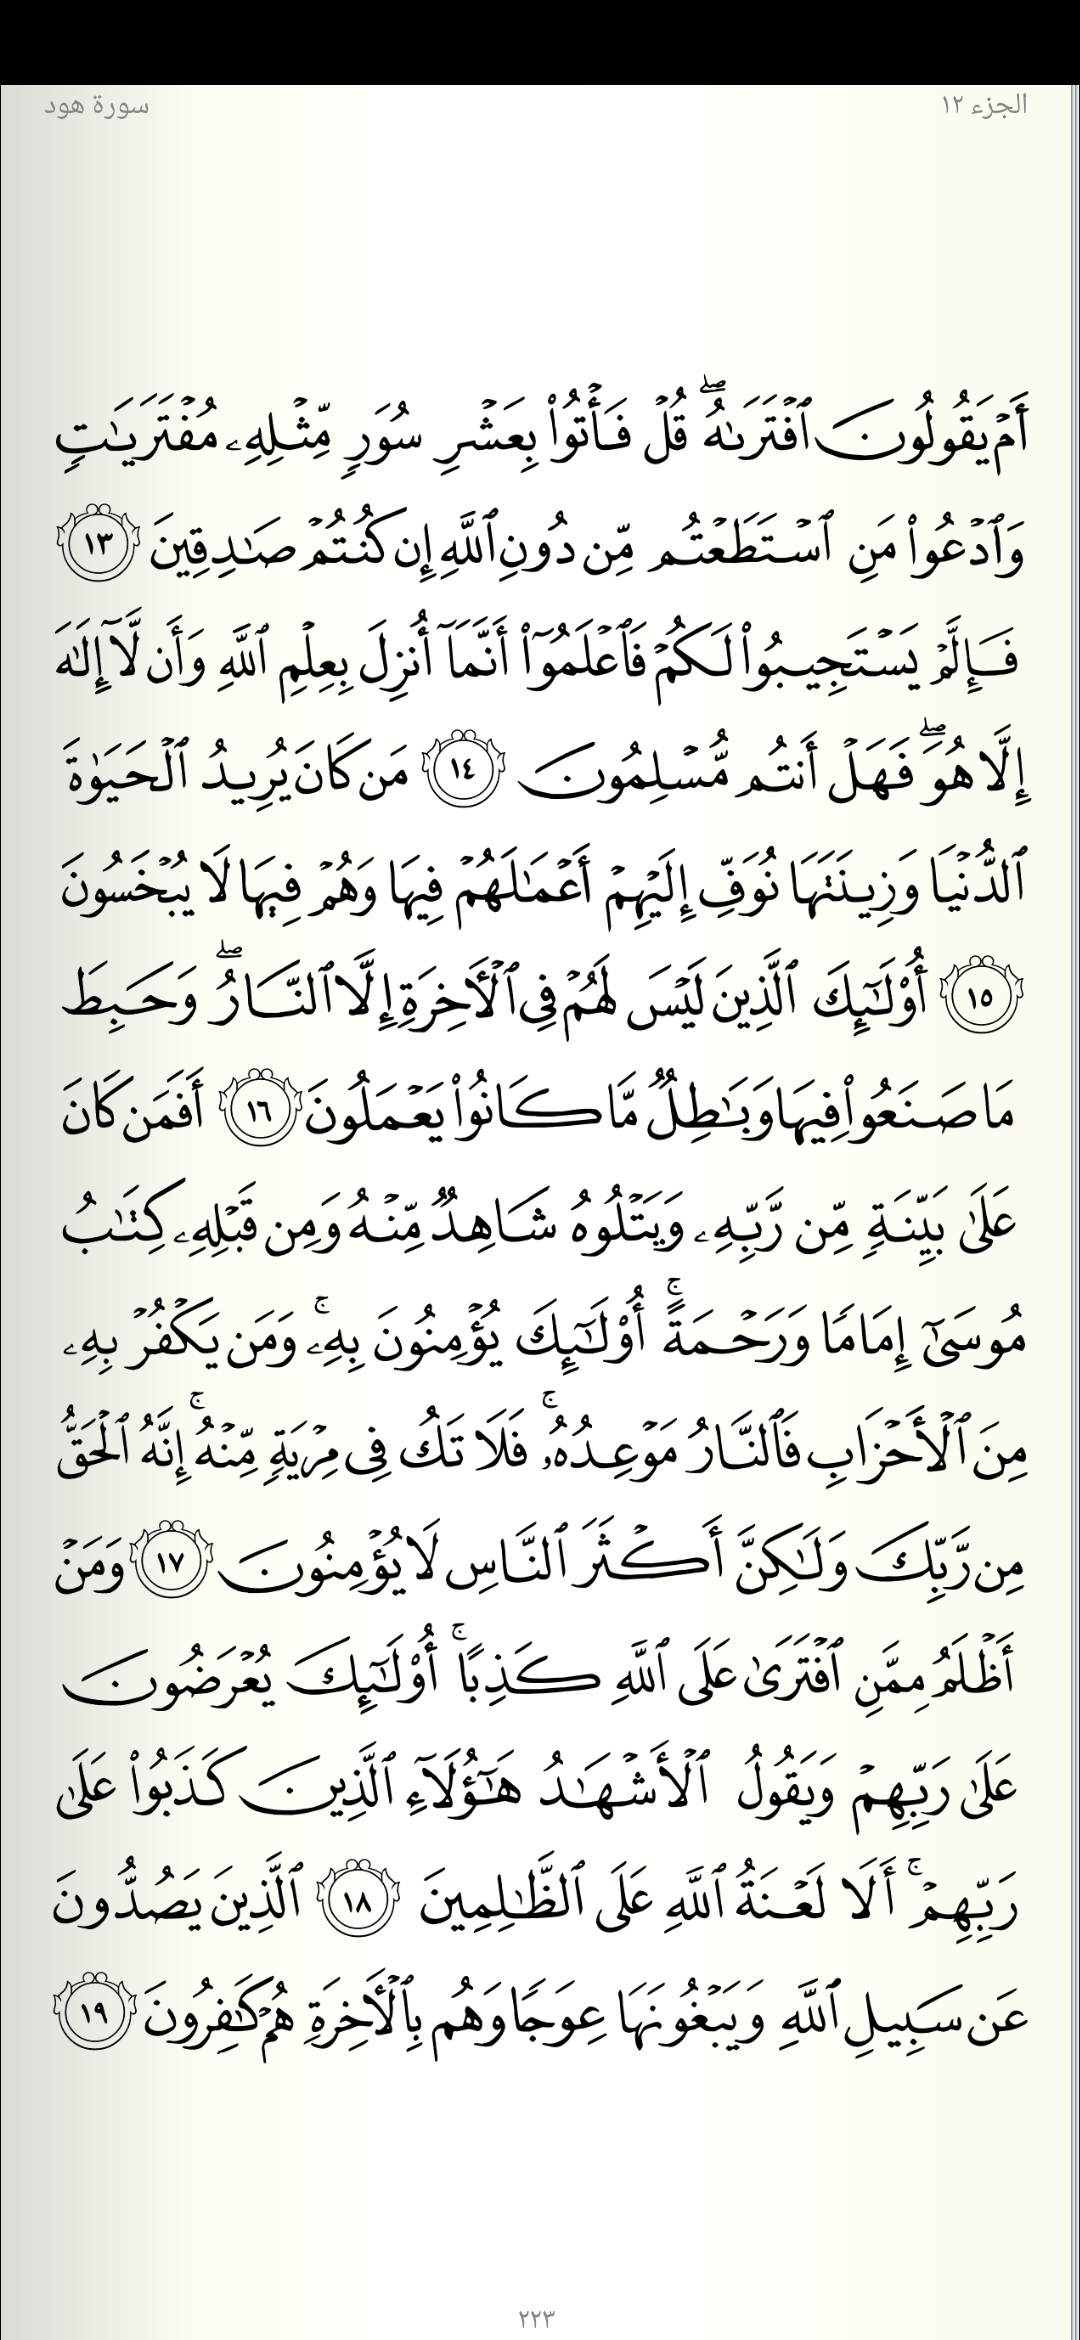 الجزء ١٢
سورة هود
أَمۡ يَقُولُونَ ٱفۡتَرَىٰهُۖ قُلۡ فَأۡتُواْ بِعَشۡرِ سُوَرٖ مِّثۡلِهِۦ مُفۡتَرَيَٰتٖ
وَٱدۡعُواْ مَنِ ٱسۡتَطَعۡتُم مِّن دُونِ ٱللَّهِ إِن كُنتُمۡ صَٰدِقِينَ ١٣
فَإِلَّمۡ يَسۡتَجِيبُواْ لَكُمۡ فَٱعۡلَمُوٓاْ أَنَّمَآ أُنزِلَ بِعِلۡمِ ٱللَّهِ وَأَن لَّآ إِلَٰهَ
إِلَّا هُوَۖ فَهَلۡ أَنتُم مُّسۡلِمُونَ ١٤ مَن كَانَ يُرِيدُ ٱلۡحَيَوٰةَ
ٱلدُّنۡيَا وَزِينَتَهَا نُوَفِّ إِلَيۡهِمۡ أَعۡمَٰلَهُمۡ فِيهَا وَهُمۡ فِيهَا لَا يُبۡخَسُونَ
١٥ أُوْلَٰٓئِكَ ٱلَّذِينَ لَيۡسَ لَهُمۡ فِي ٱلۡأٓخِرَةِ إِلَّا ٱلنَّارُۖ وَحَبِطَ
مَا صَنَعُواْ فِيهَا وَبَٰطِلٞ مَّا كَانُواْ يَعۡمَلُونَ ١٦ أَفَمَن كَانَ
عَلَىٰ بَيِّنَةٖ مِّن رَّبِّهِۦ وَيَتۡلُوهُ شَاهِدٞ مِّنۡهُ وَمِن قَبۡلِهِۦ كِتَٰبُ
مُوسَىٰٓ إِمَامٗا وَرَحۡمَةًۚ أُوْلَٰٓئِكَ يُؤۡمِنُونَ بِهِۦۚ وَمَن يَكۡفُرۡ بِهِۦ
مِنَ ٱلۡأَحۡزَابِ فَٱلنَّارُ مَوۡعِدُهُۥۚ فَلَا تَكُ فِي مِرۡيَةٖ مِّنۡهُۚ إِنَّهُ ٱلۡحَقُّ
مِن رَّبِّكَ وَلَٰكِنَّ أَكۡثَرَ ٱلنَّاسِ لَا يُؤۡمِنُونَ ١٧ وَمَنۡ
أَظۡلَمُ مِمَّنِ ٱفۡتَرَىٰ عَلَى ٱللَّهِ كَذِبًاۚ أُوْلَٰٓئِكَ يُعۡرَضُونَ
عَلَىٰ رَبِّهِمۡ وَيَقُولُ ٱلۡأَشۡهَٰدُ هَٰٓؤُلَآءِ ٱلَّذِينَ كَذَبُواْ عَلَىٰ
رَبِّهِمۡۚ أَلَا لَعۡنَةُ ٱللَّهِ عَلَى ٱلظَّٰلِمِينَ ١٨ ٱلَّذِينَ يَصُدُّونَ
عَن سَبِيلِ ٱللَّهِ وَيَبۡغُونَهَا عِوَجٗا وَهُم بِٱلۡأٓخِرَةِ هُمۡ كَٰفِرُونَ ١٩
٢٢٣